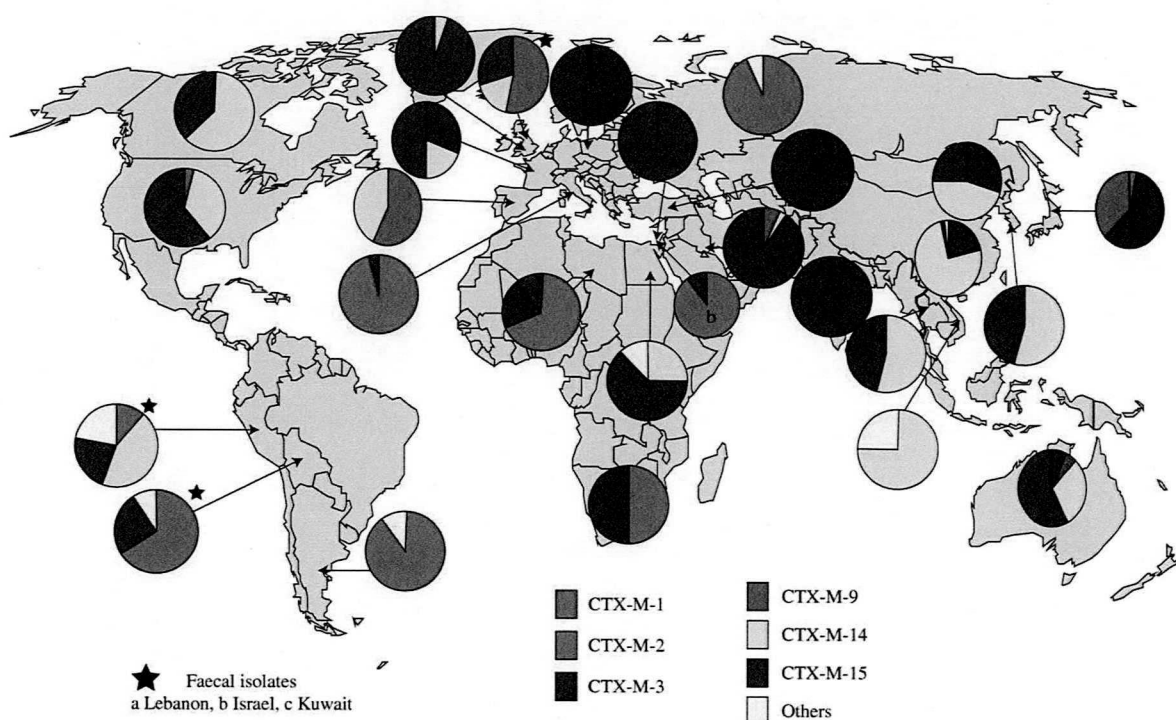 b
CTX-M-1
CTX-M-2
CTX-M-3
CTX-M-9
CTX-M-14
CTX-M-15
Others
Faecal isolates
a Lebanon, b Israel, c Kuwait